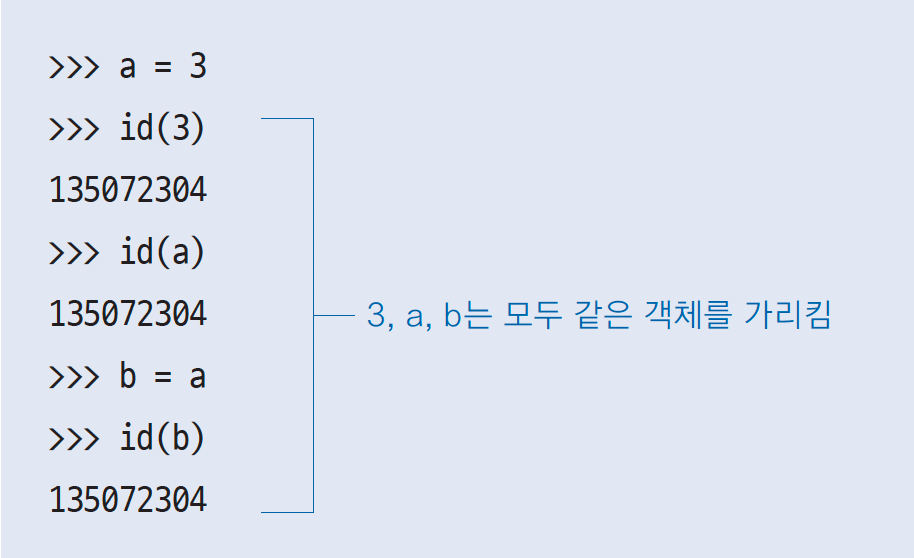 >>> a = 3
>>> id(3)
135072304
>>> id(a)
135072304
3, a, b는 모두 같은 객체를 가리킴
>>> b = a
>>> id(b)
135072304